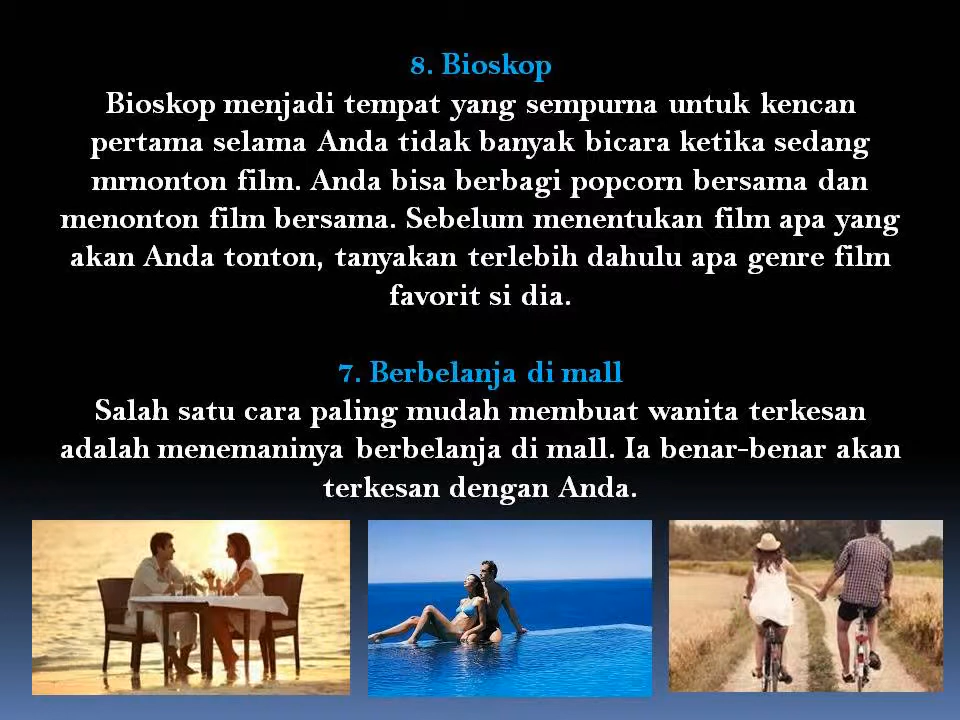 8. Bioskop
Bioskop menjadi tempat yang sempurna untuk kencan
pertama selama Anda tidak banyak bicara ketika sedang
mrnonton film. Anda bisa berbagi popcorn bersama dan
menonton film bersama. Sebelum menentukan film apa yang
akan Anda tonton, tanyakan terlebih dahulu apa genre film
favorit si dia.
7. Berbelanja di mall
Salah satu cara paling mudah membuat wanita terkesan
adalah menemaninya berbelanja di mall. Ia benar-benar akan
terkesan dengan Anda.